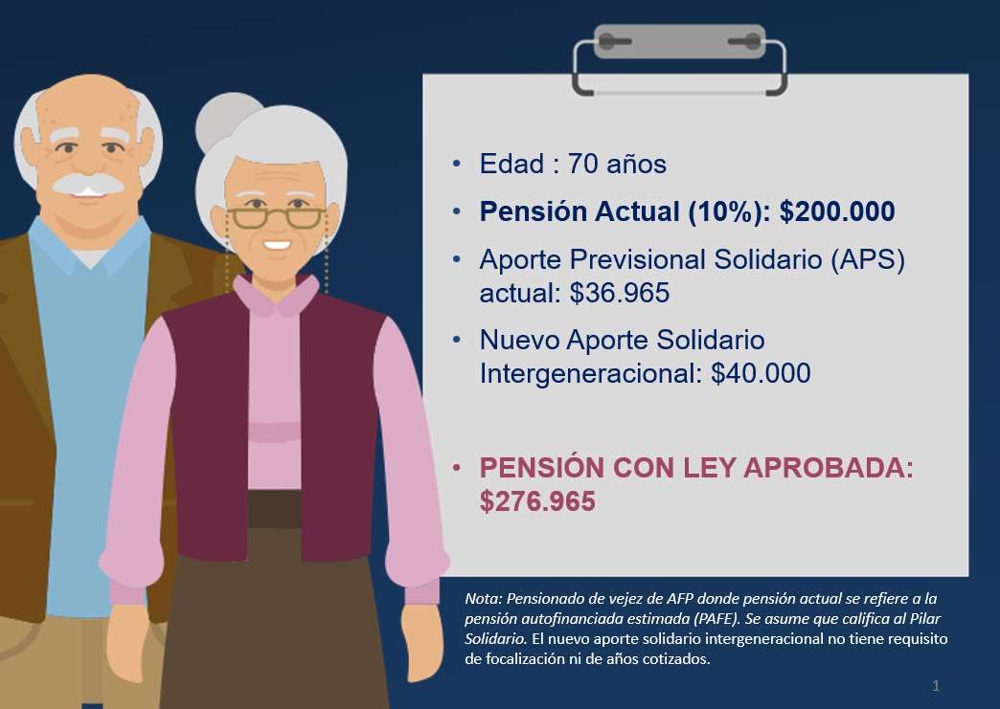 • Edad : 70 años
• Pensión Actual (10%): $200.000
• Aporte Previsional Solidario (APS)
actual: $36.965
• Nuevo Aporte Solidario
Intergeneracional: $40.000
• PENSIÓN CON LEY APROBADA:
$276.965
Nota: Pensionado de vejez de AFP donde pensión actual se refiere a la
pensión autofinanciada estimada (PAFE). Se asume que califica al Pilar
Solidario. El nuevo aporte solidario intergeneracional no tiene requisito
de focalización ni de años cotizados.
1